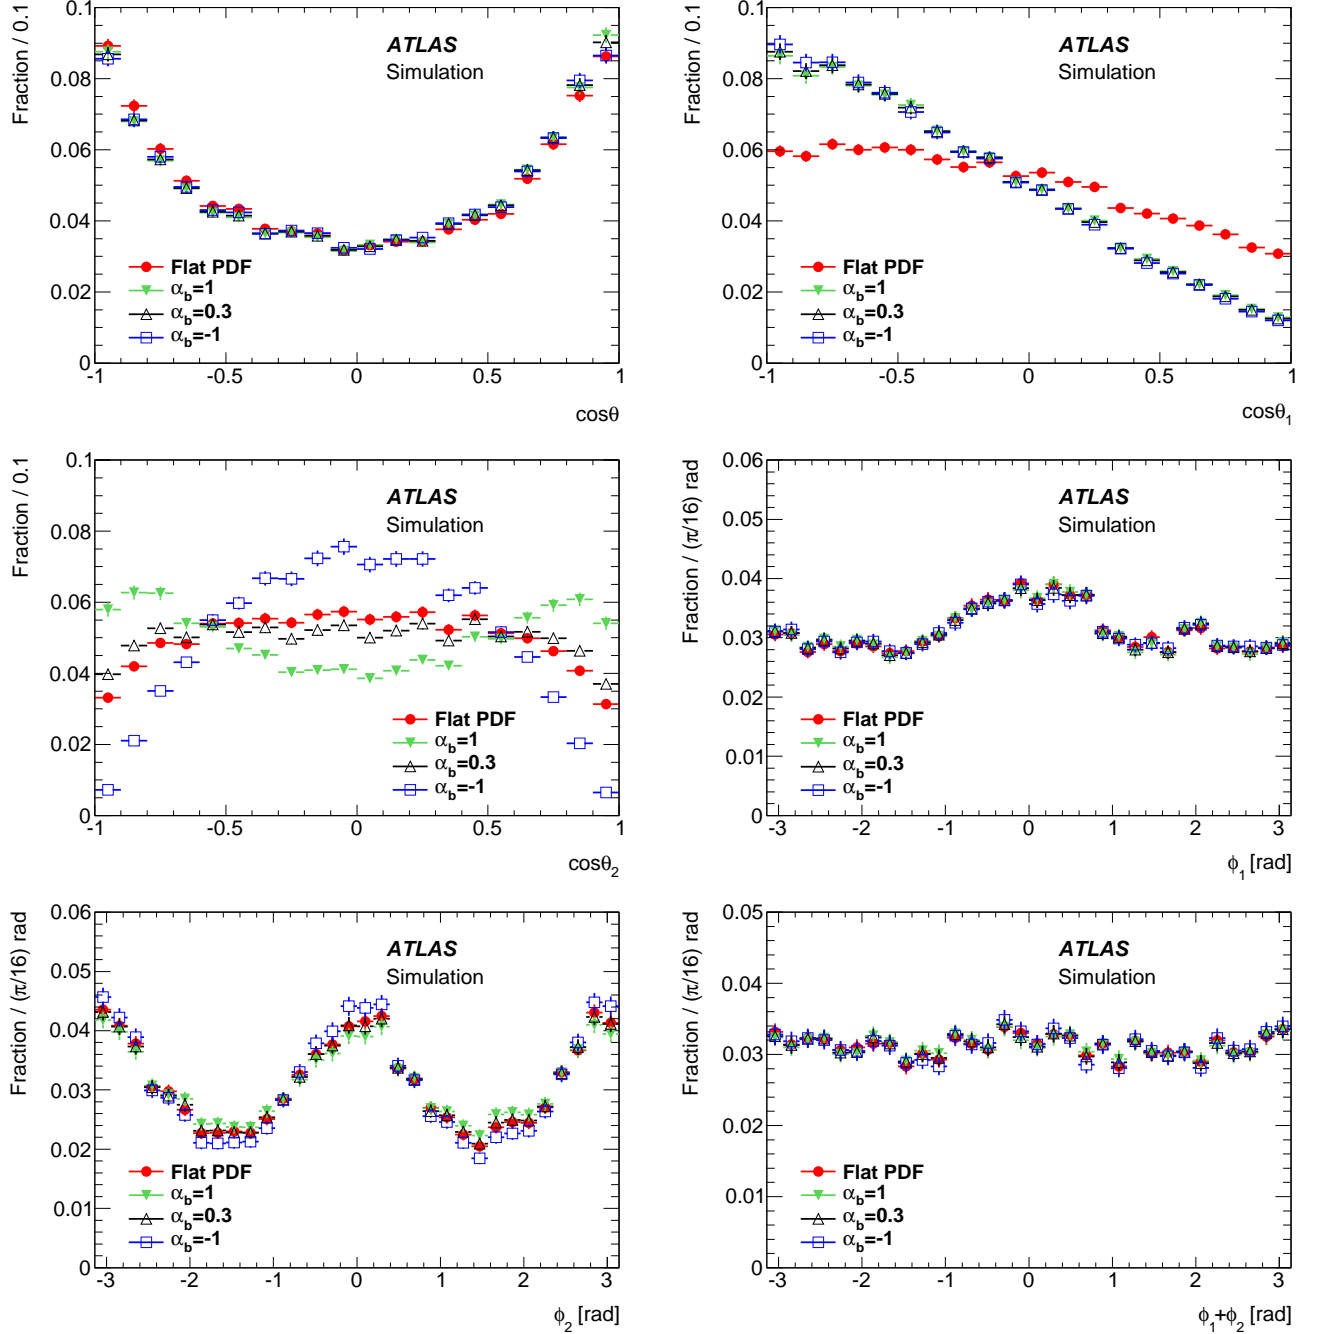 Fraction / 0.1
0.1
0.08
0.06
0.04
0.02
0
ATLAS
Simulation
Flat PDF
α_b=1
α_b=0.3
α_b=-1
-1 -0.5 0 0.5 1
cosθ
Fraction / 0.1
0.1
0.08
0.06
0.04
0.02
0
ATLAS
Simulation
Flat PDF
α_b=1
α_b=0.3
α_b=-1
-1 -0.5 0 0.5 1
cosθ_1
Fraction / 0.1
0.1
0.08
0.06
0.04
0.02
0
ATLAS
Simulation
Flat PDF
α_b=1
α_b=0.3
α_b=-1
-1 -0.5 0 0.5 1
cosθ_2
Fraction / (π/16) rad
0.06
0.05
0.04
0.03
0.02
0.01
0
ATLAS
Simulation
Flat PDF
α_b=1
α_b=0.3
α_b=-1
-3 -2 -1 0 1 2 3
ϕ_1 [rad]
Fraction / (π/16) rad
0.06
0.05
0.04
0.03
0.02
0.01
0
ATLAS
Simulation
Flat PDF
α_b=1
α_b=0.3
α_b=-1
-3 -2 -1 0 1 2 3
ϕ_2 [rad]
Fraction / (π/16) rad
0.05
0.04
0.03
0.02
0.01
0
ATLAS
Simulation
Flat PDF
α_b=1
α_b=0.3
α_b=-1
-3 -2 -1 0 1 2 3
ϕ_1+ϕ_2 [rad]